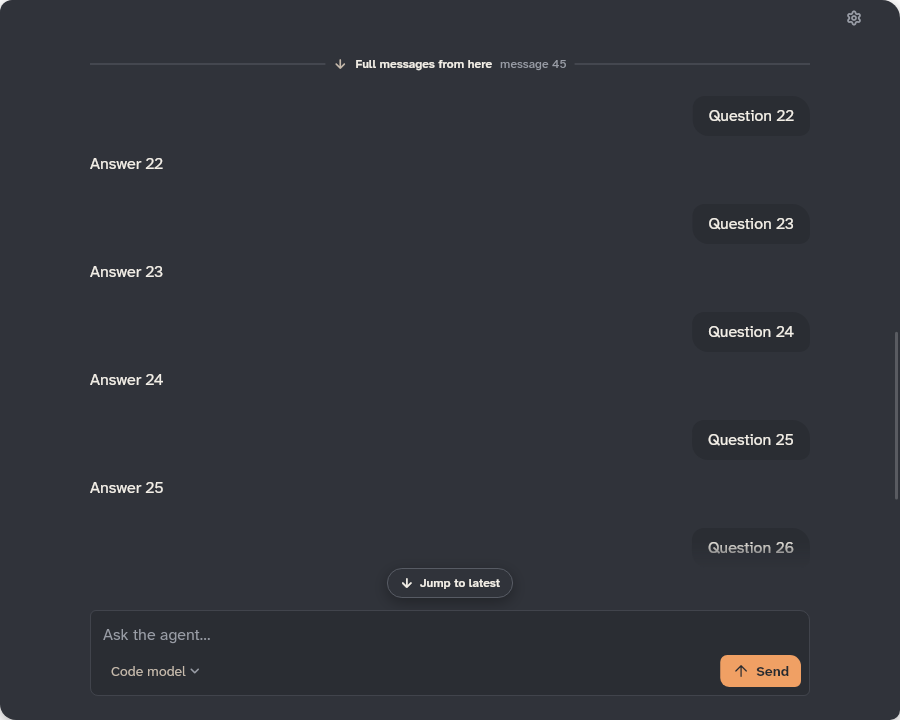 Full messages from here message 45
Question 22
Answer 22
Question 23
Answer 23
Question 24
Answer 24
Question 25
Answer 25
Question 26
Jump to latest
Ask the agent...
Code model
Send